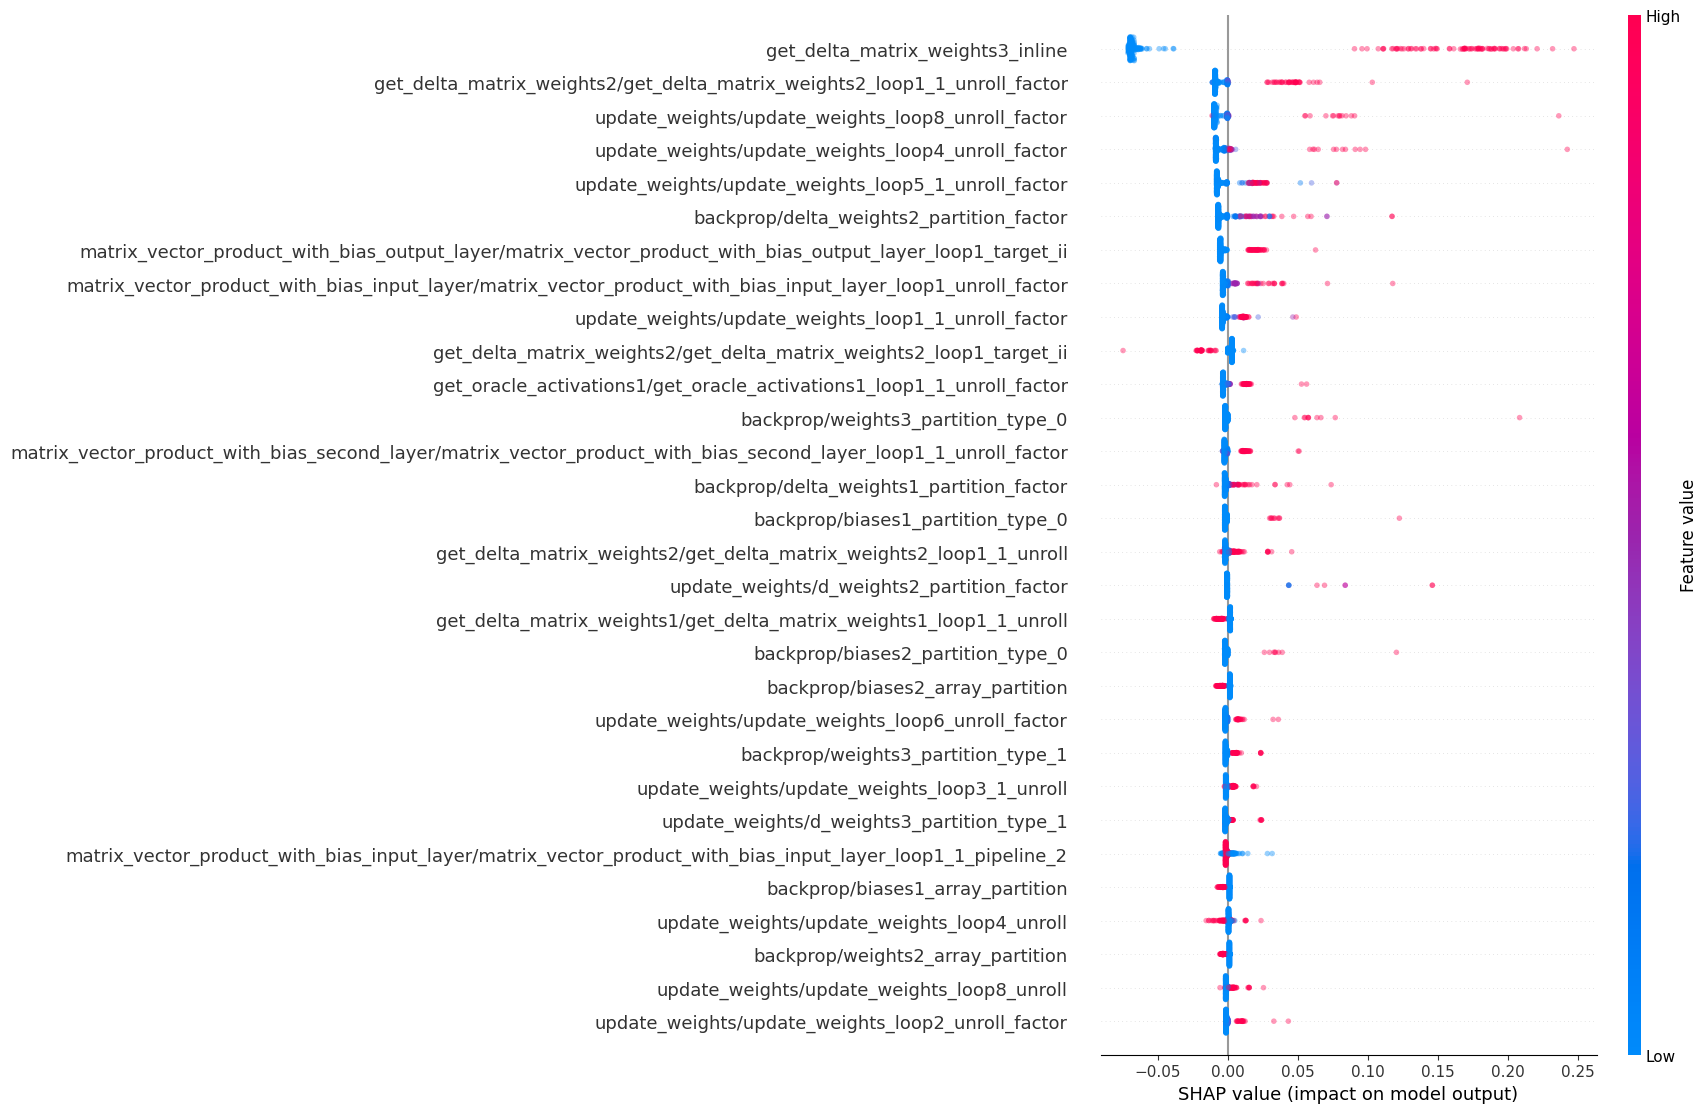 High
get_delta_matrix_weights3_inline
get_delta_matrix_weights2/get_delta_matrix_weights2_loop1_1_unroll_factor
update_weights/update_weights_loop8_unroll_factor
update_weights/update_weights_loop4_unroll_factor
update_weights/update_weights_loop5_1_unroll_factor
backprop/delta_weights2_partition_factor
matrix_vector_product_with_bias_output_layer/matrix_vector_product_with_bias_output_layer_loop1_target_ii
matrix_vector_product_with_bias_input_layer/matrix_vector_product_with_bias_input_layer_loop1_unroll_factor
update_weights/update_weights_loop1_1_unroll_factor
get_delta_matrix_weights2/get_delta_matrix_weights2_loop1_target_ii
get_oracle_activations1/get_oracle_activations1_loop1_1_unroll_factor
backprop/weights3_partition_type_0
matrix_vector_product_with_bias_second_layer/matrix_vector_product_with_bias_second_layer_loop1_1_unroll_factor
backprop/delta_weights1_partition_factor
backprop/biases1_partition_type_0
get_delta_matrix_weights2/get_delta_matrix_weights2_loop1_1_unroll
update_weights/d_weights2_partition_factor
get_delta_matrix_weights1/get_delta_matrix_weights1_loop1_1_unroll
backprop/biases2_partition_type_0
backprop/biases2_array_partition
update_weights/update_weights_loop6_unroll_factor
backprop/weights3_partition_type_1
update_weights/update_weights_loop3_1_unroll
update_weights/d_weights3_partition_type_1
matrix_vector_product_with_bias_input_layer/matrix_vector_product_with_bias_input_layer_loop1_1_pipeline_2
backprop/biases1_array_partition
update_weights/update_weights_loop4_unroll
backprop/weights2_array_partition
update_weights/update_weights_loop8_unroll
update_weights/update_weights_loop2_unroll_factor
Feature value
Low
−0.05 0.00 0.05 0.10 0.15 0.20 0.25
SHAP value (impact on model output)